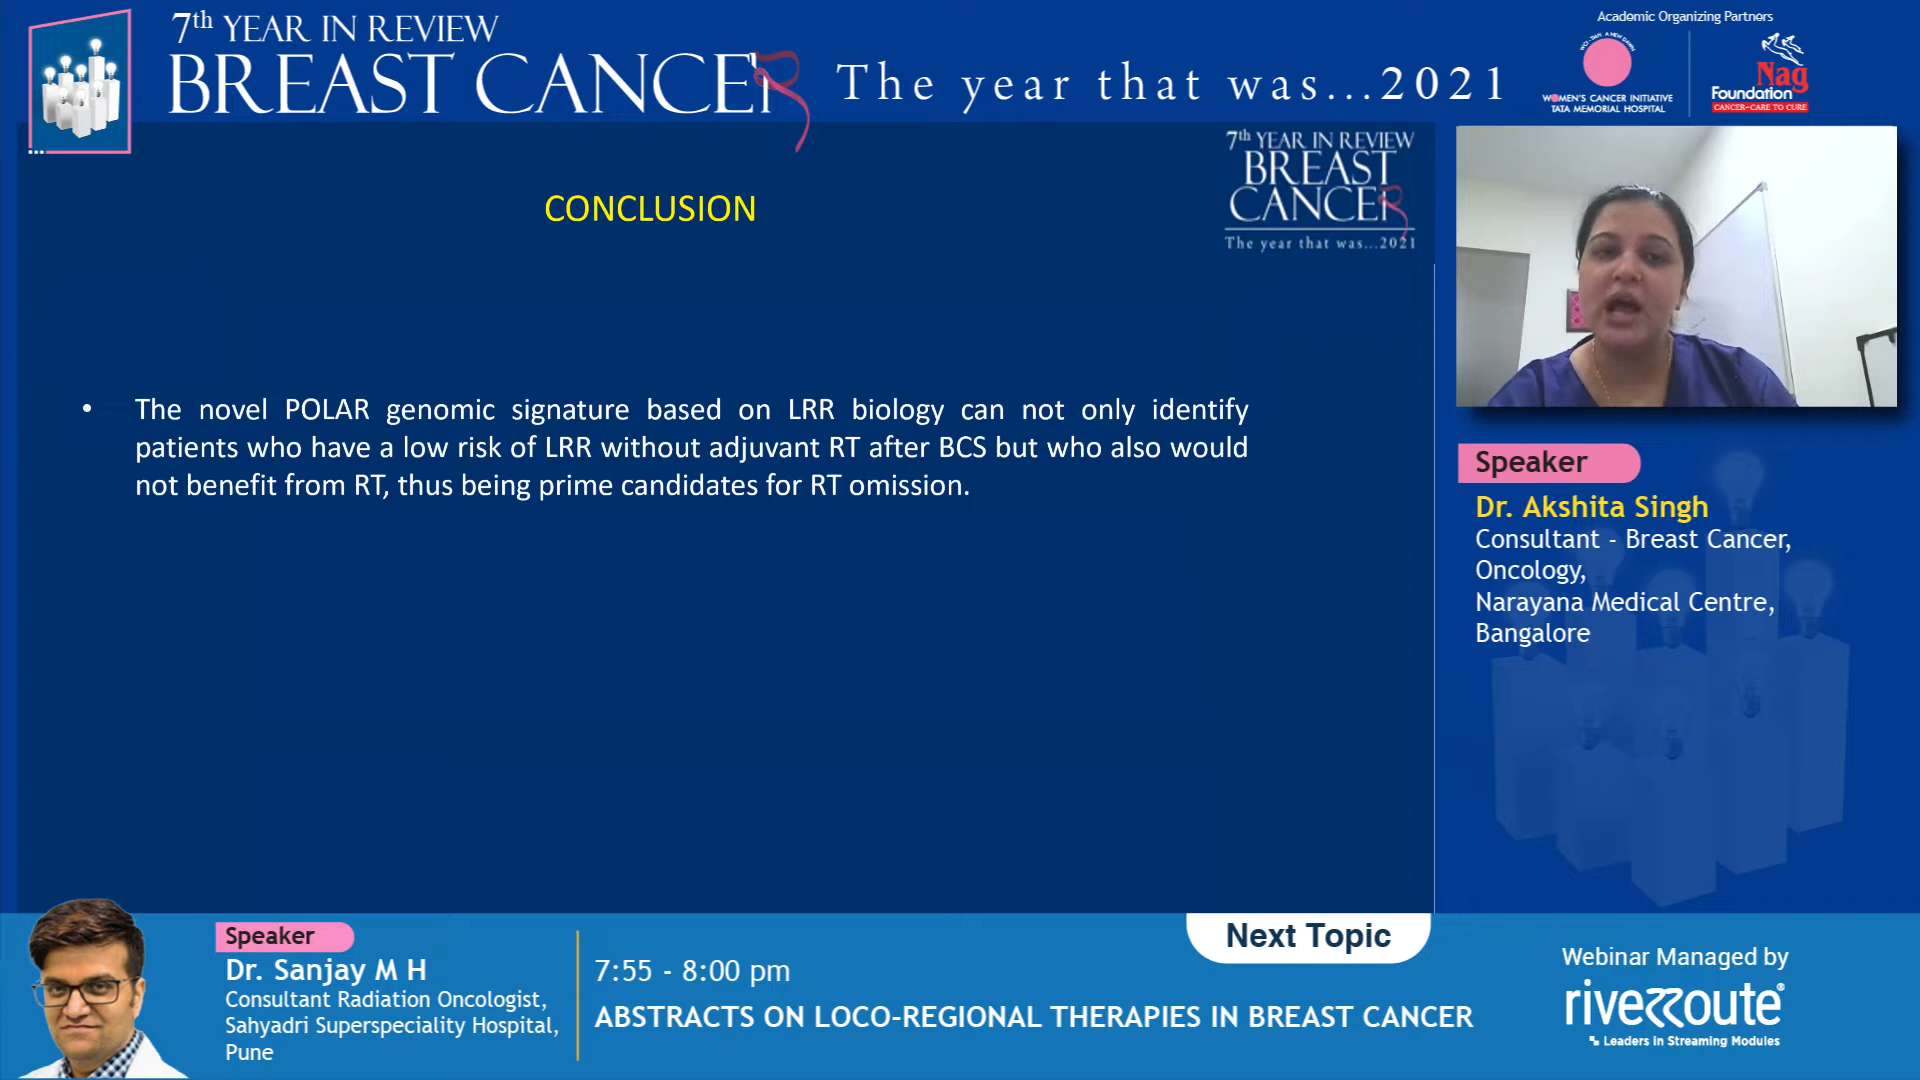 7th YEAR IN REVIEW
BREAST CANCER
The year that was...2021
Academic Organizing Partners
WOMEN'S CANCER INITIATIVE
TATA MEMORIAL HOSPITAL
Nag
Foundation
CANCER-CARE TO CURE
7th YEAR IN REVIEW
BREAST
CANCER
The year that was...2021
CONCLUSION
• The novel POLAR genomic signature based on LRR biology can not only identify
patients who have a low risk of LRR without adjuvant RT after BCS but who also would
not benefit from RT, thus being prime candidates for RT omission.
Speaker
Dr. Akshita Singh
Consultant - Breast Cancer,
Oncology,
Narayana Medical Centre,
Bangalore
Speaker
Dr. Sanjay M H
Consultant Radiation Oncologist,
Sahyadri Superspeciality Hospital,
Pune
Next Topic
7:55 - 8:00 pm
ABSTRACTS ON LOCO-REGIONAL THERAPIES IN BREAST CANCER
Webinar Managed by
riverroute®
Leaders in Streaming Modules